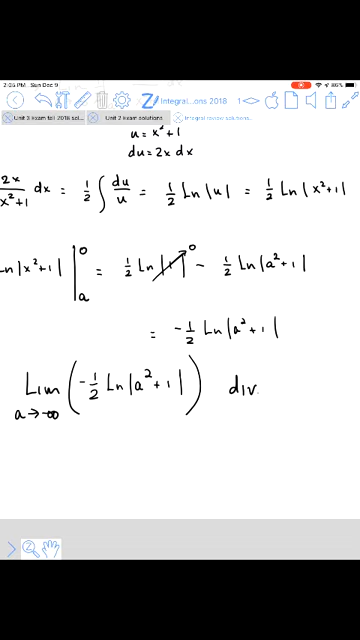 2:05 PM Sun Dec 9 86%
Integral...ons 2018
Unit 3 Exam fall 2018 sol... Unit 2 Exam solutions Integral review solutions...
u = x² + 1
du = 2x dx
2x/x²+1 dx = 1/2 ∫ du/u = 1/2 Ln |u| = 1/2 Ln |x²+1|
Ln |x²+1| |₀ₐ = 1/2 Ln |1| 0 - 1/2 Ln |a²+1|
= -1/2 Ln |a²+1|
Lim a → -∞ ( -1/2 Ln |a²+1| ) div.